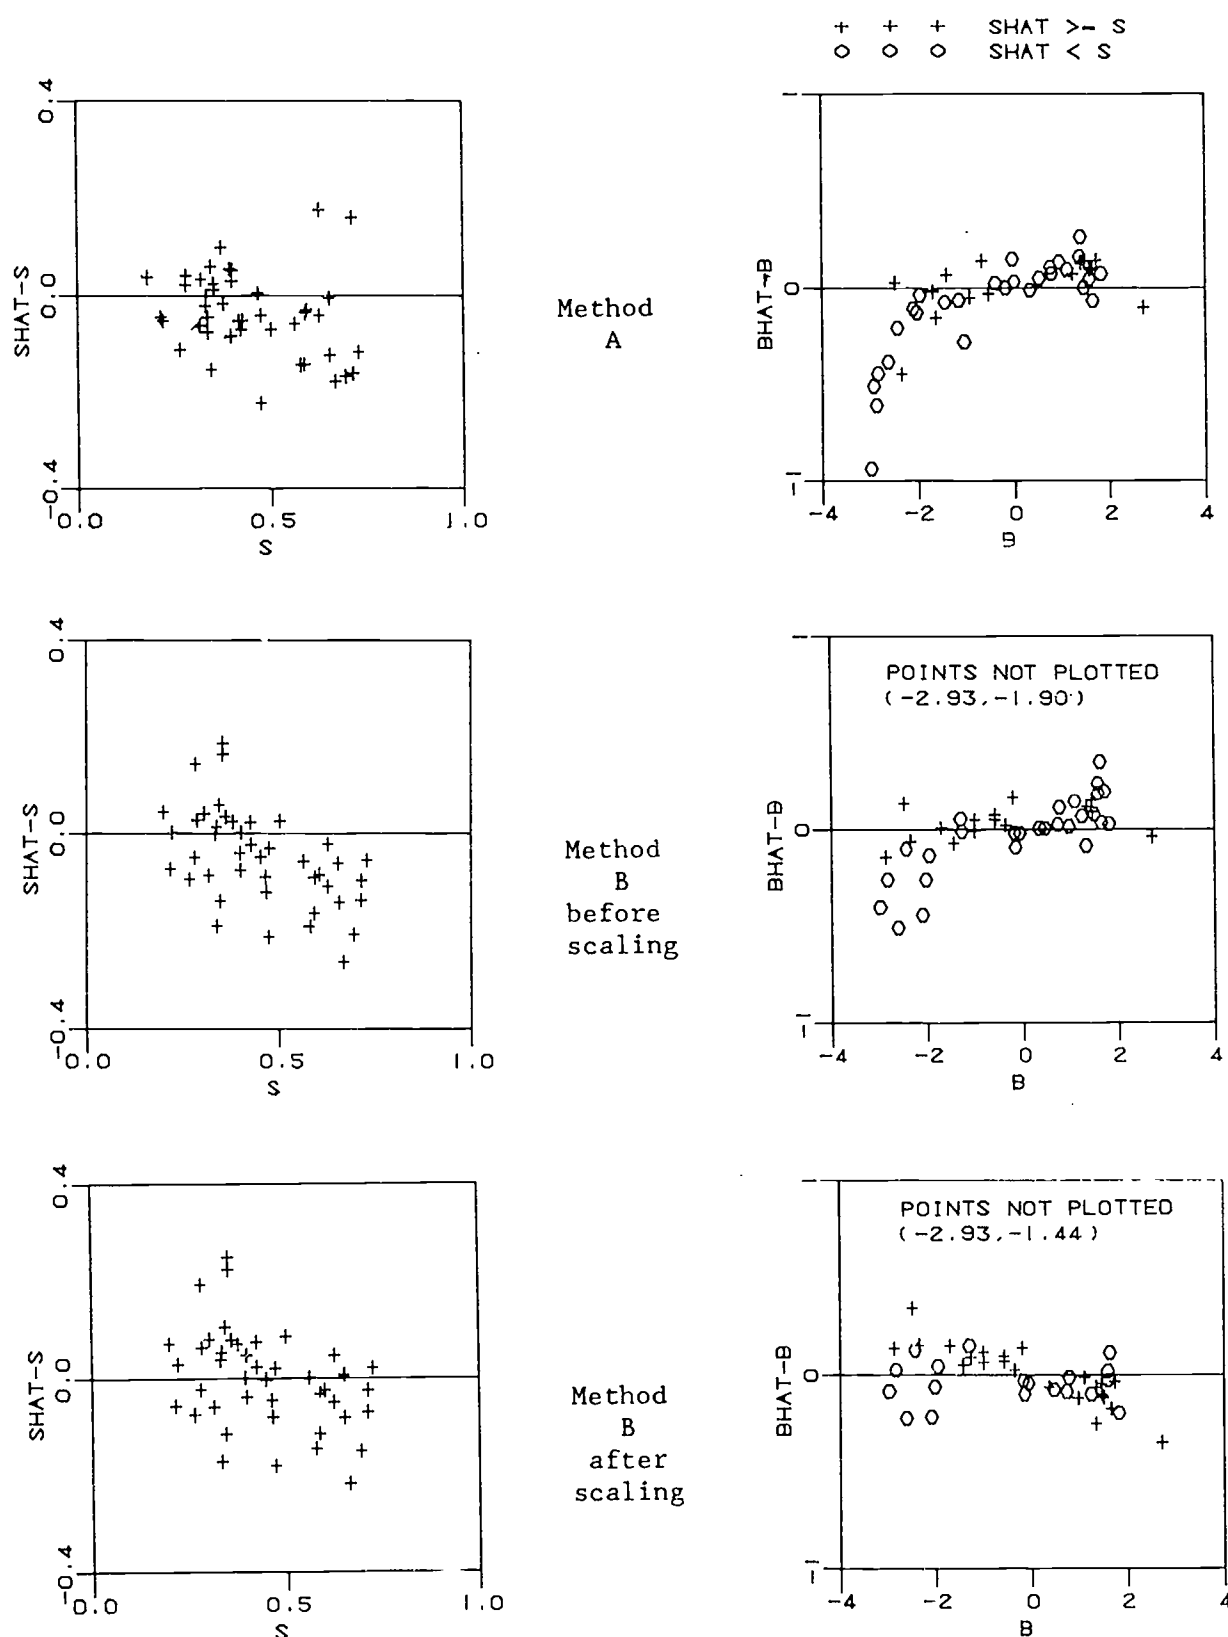 + + + SHAT >= S
O O O SHAT < S
0.4
0.0
-0.4
SHAT-S
0.0 0.5 1.0
S
Method
A
1
0
-1
BHAT-B
-4 -2 0 2 4
B
0.4
0.0
-0.4
SHAT-S
0.0 0.5 1.0
S
Method
B
before
scaling
POINTS NOT PLOTTED
(-2.93,-1.90)
1
0
-1
BHAT-B
-4 -2 0 2 4
B
0.4
0.0
-0.4
SHAT-S
0.0 0.5 1.0
S
Method
B
after
scaling
POINTS NOT PLOTTED
(-2.93,-1.44)
1
0
-1
BHAT-B
-4 -2 0 2 4
B